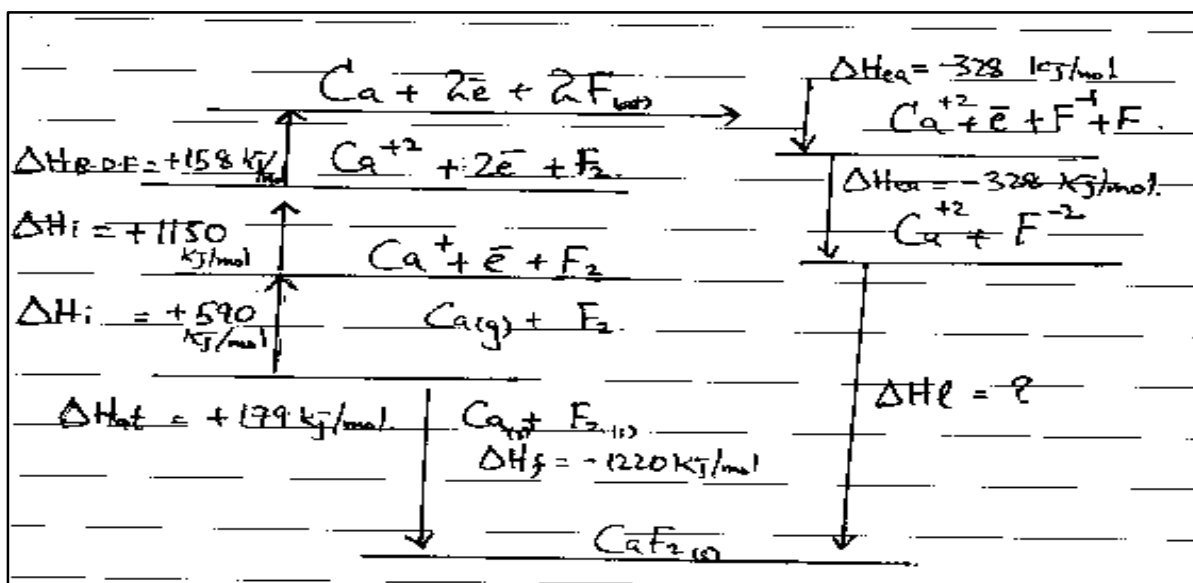 ΔHea = -328 kJ/mol
Ca + 2e⁻ + 2F(at)
Ca⁺² + e⁻ + F⁻¹ + F.
ΔHB.D.F = +158 kJ/mol
Ca⁺² + 2e⁻ + F₂.
ΔHea = -328 kJ/mol.
ΔHi = +1150 kJ/mol
Ca⁺ + e⁻ + F₂
Ca⁺² + F⁻²
ΔHi = +590 kJ/mol
Ca(g) + F₂.
ΔHl = ?
ΔHat = +179 kJ/mol.
Ca(s) + F₂
ΔHf = -1220 kJ/mol
CaF₂(s)